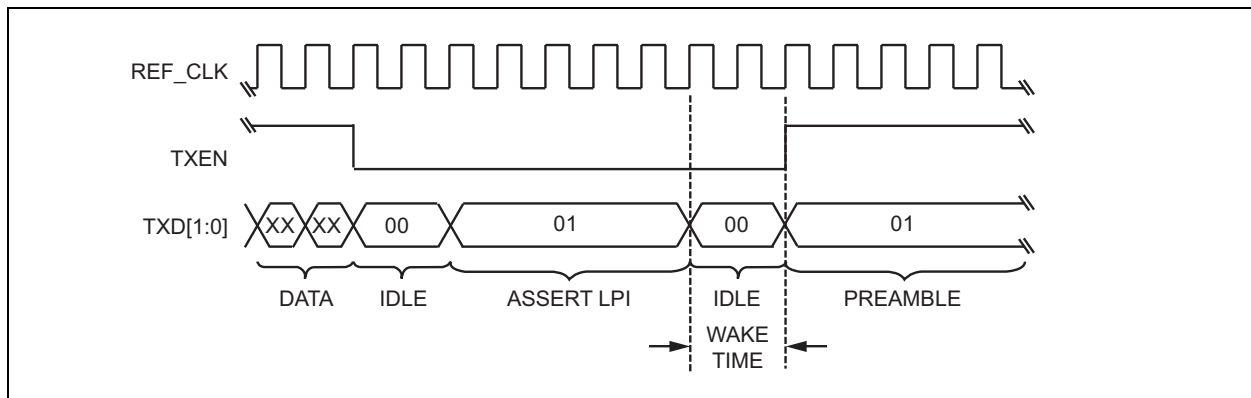 REF_CLK
TXEN
TXD[1:0] XX XX 00 01 00 01
DATA IDLE ASSERT LPI IDLE PREAMBLE
WAKE
TIME